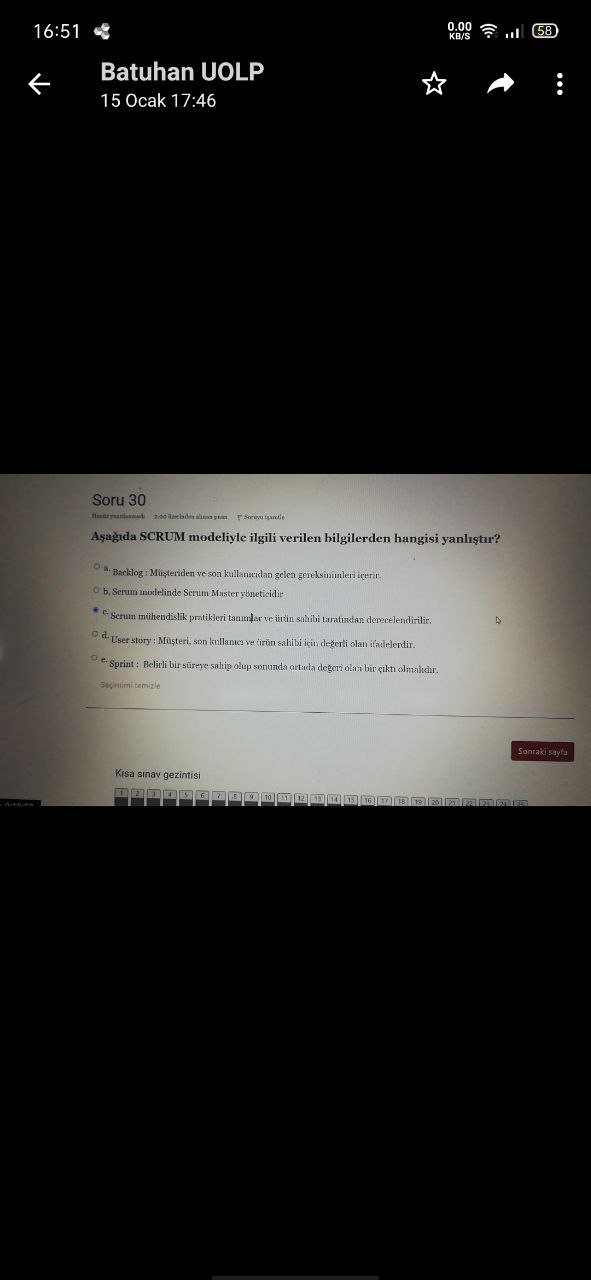 16:51
0.00
KB/S
58
Batuhan UOLP
15 Ocak 17:46
Soru 30
Henüz yanıtlanmadı 2,00 üzerinden alınan puan Soruyu işaretle
Aşağıda SCRUM modeliyle ilgili verilen bilgilerden hangisi yanlıştır?
a. Backlog : Müşteriden ve son kullanıcıdan gelen gereksinimleri içerir.
b. Scrum modelinde Scrum Master yöneticidir
c. Scrum mühendislik pratikleri tanımlar ve ürün sahibi tarafından derecelendirilir.
d. User story : Müşteri, son kullanıcı ve ürün sahibi için değerli olan ifadelerdir.
e. Sprint : Belirli bir süreye sahip olup sonunda ortada değeri olan bir çıktı olmalıdır.
Seçimimi temizle
Sonraki sayfa
Kısa sınav gezintisi
1 2 3 4 5 6 7 8 9 10 11 12 13 14 15 16 17 18 19 20 21 22 23 24 25